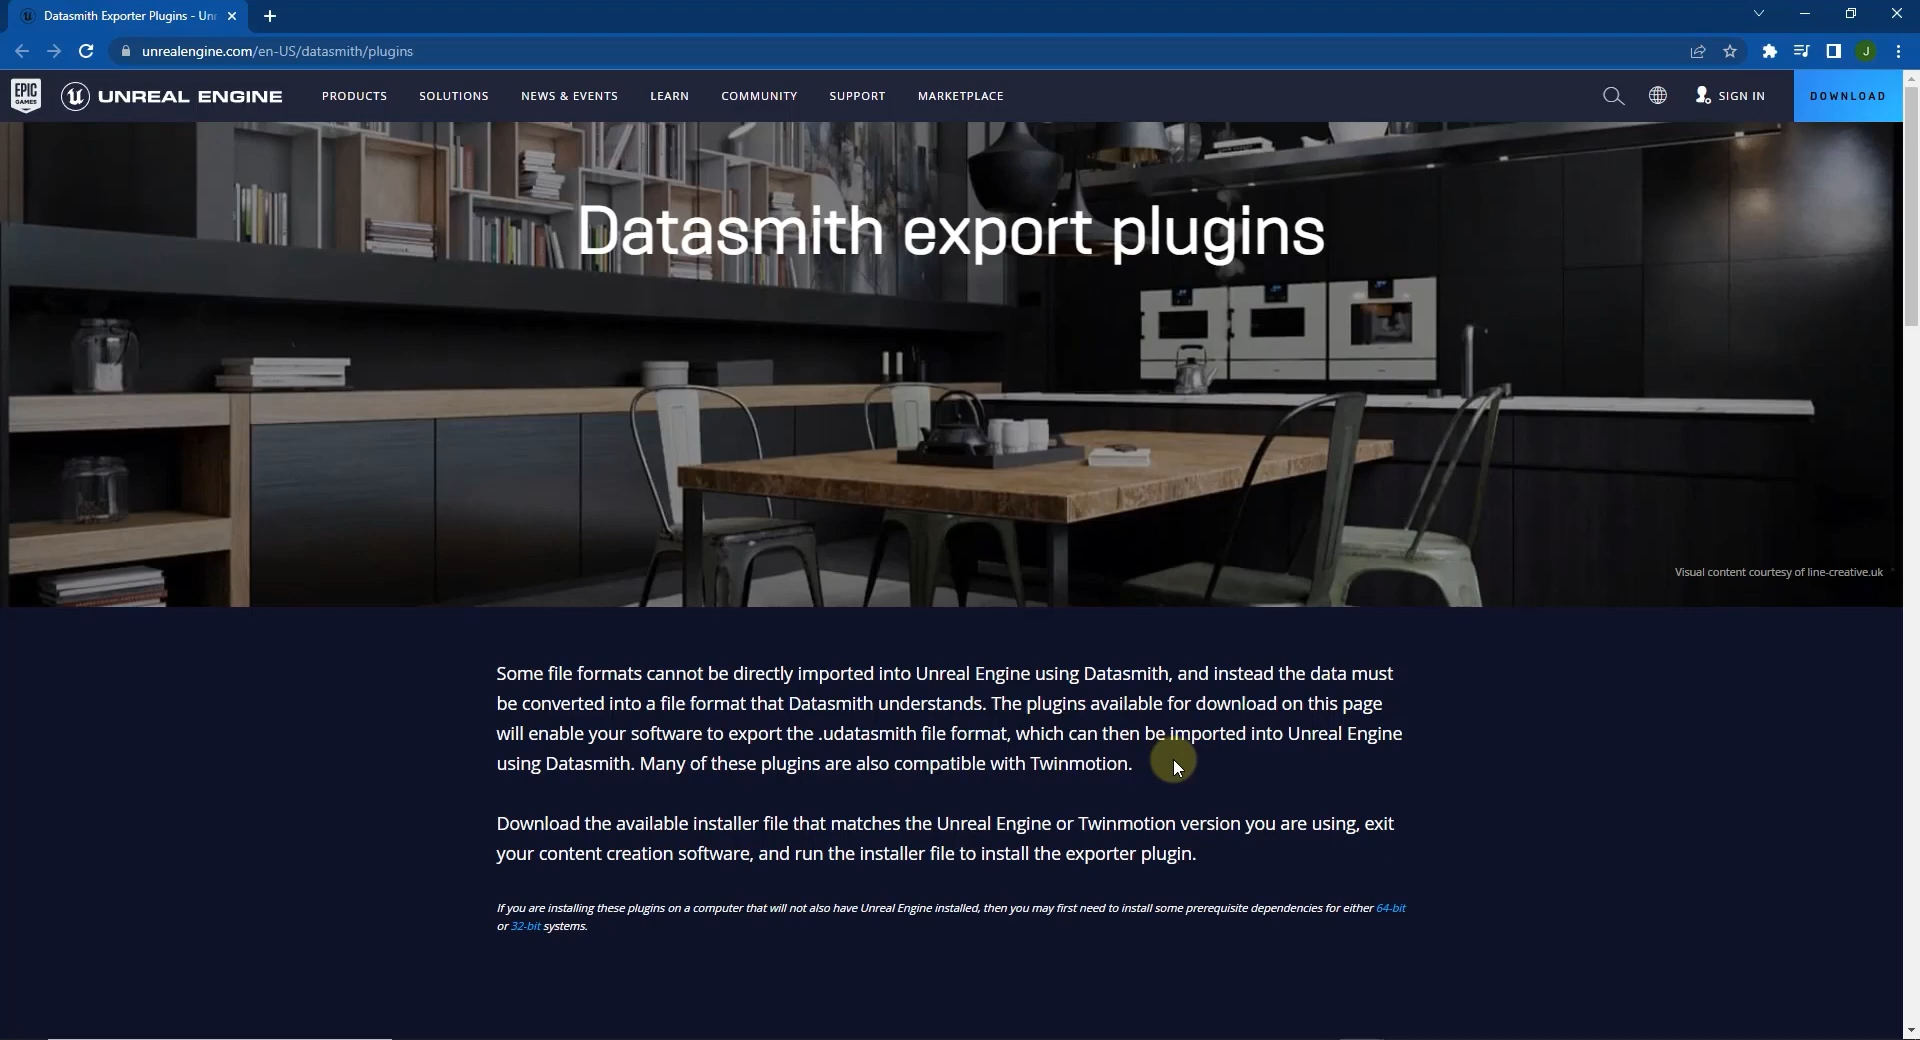 Datasmith Exporter Plugins - Un
unrealengine.com/en-US/datasmith/plugins
J
EPIC GAMES
UNREAL ENGINE
PRODUCTS
SOLUTIONS
NEWS & EVENTS
LEARN
COMMUNITY
SUPPORT
MARKETPLACE
SIGN IN
DOWNLOAD
Datasmith export plugins
Visual content courtesy of line-creative.uk
Some file formats cannot be directly imported into Unreal Engine using Datasmith, and instead the data must
be converted into a file format that Datasmith understands. The plugins available for download on this page
will enable your software to export the .udatasmith file format, which can then be imported into Unreal Engine
using Datasmith. Many of these plugins are also compatible with Twinmotion.
Download the available installer file that matches the Unreal Engine or Twinmotion version you are using, exit
your content creation software, and run the installer file to install the exporter plugin.
If you are installing these plugins on a computer that will not also have Unreal Engine installed, then you may first need to install some prerequisite dependencies for either 64-bit
or 32-bit systems.